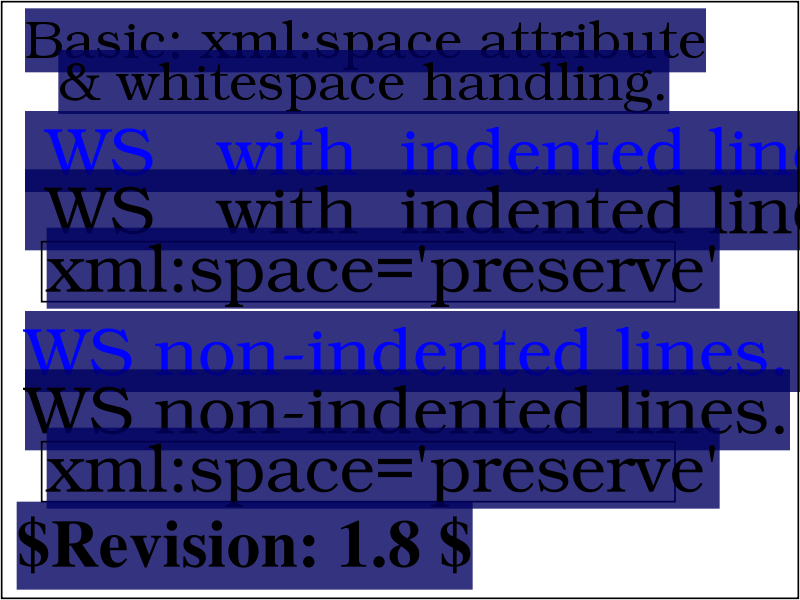 Basic: xml:space attribute
& whitespace handling.
WS   with  indented lin
WS   with  indented lin
xml:space='preserve'
WS non-indented lines.
WS non-indented lines.
xml:space='preserve'
$Revision: 1.8 $